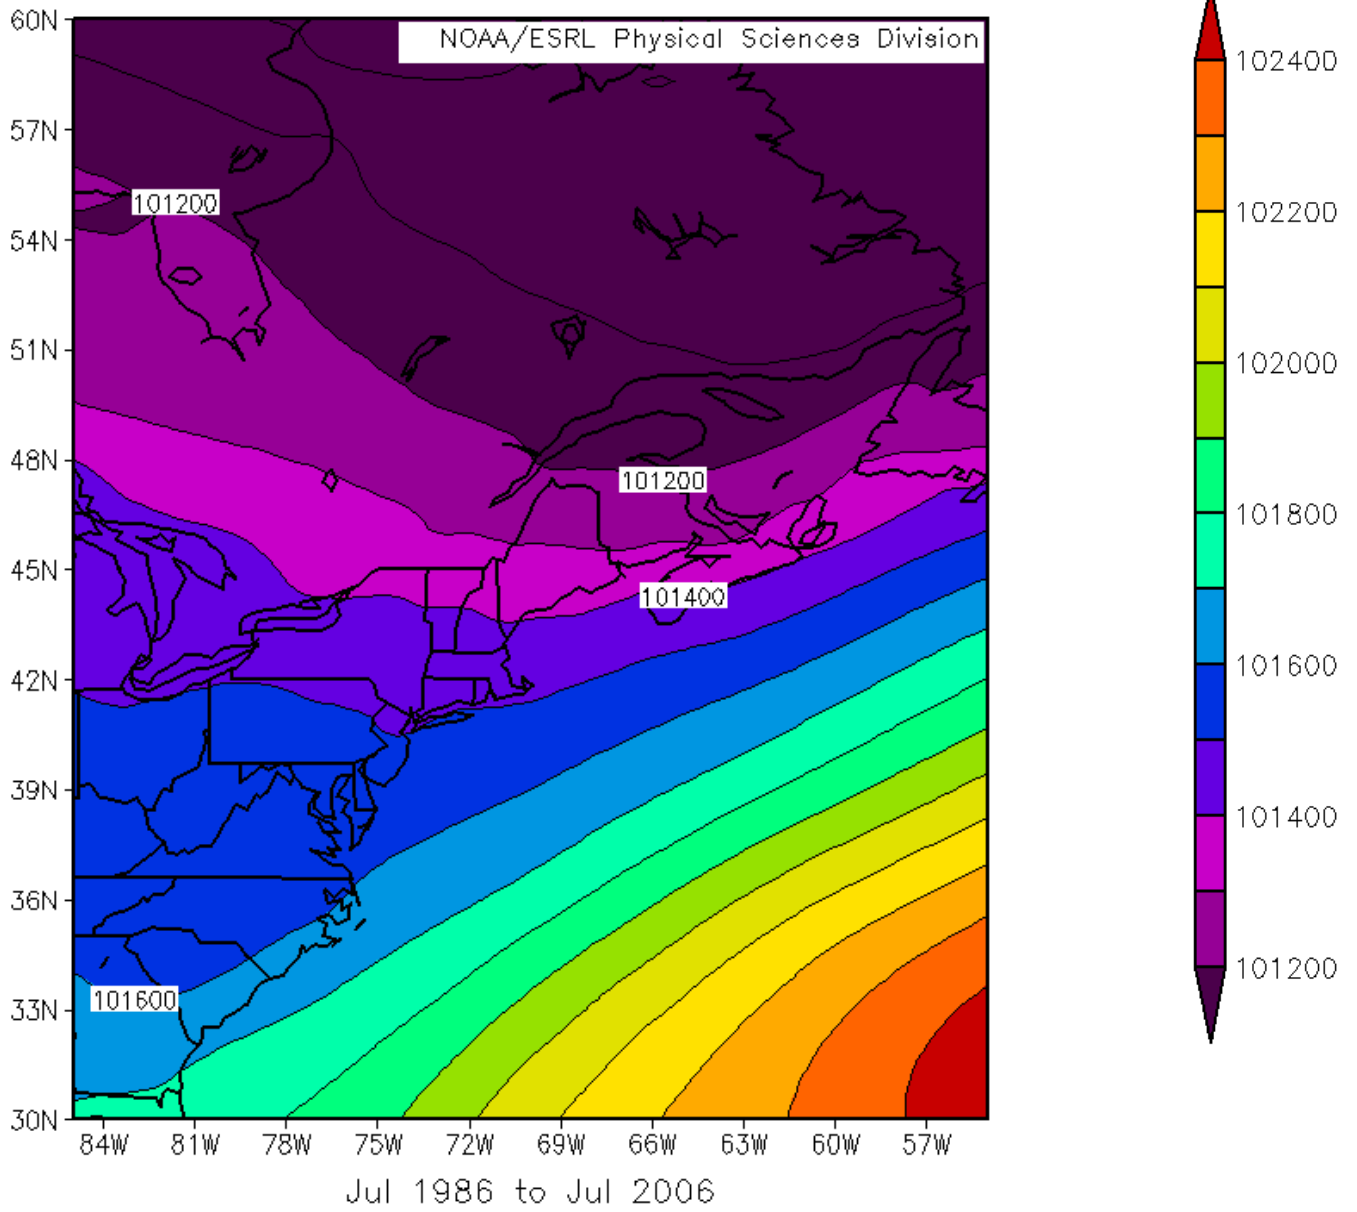 NOAA/ESRL Physical Sciences Division
60N
57N
54N
51N
48N
45N
42N
39N
36N
33N
30N
101200
101200
101400
101600
84W 81W 78W 75W 72W 69W 66W 63W 60W 57W
Jul 1986 to Jul 2006
102400
102200
102000
101800
101600
101400
101200